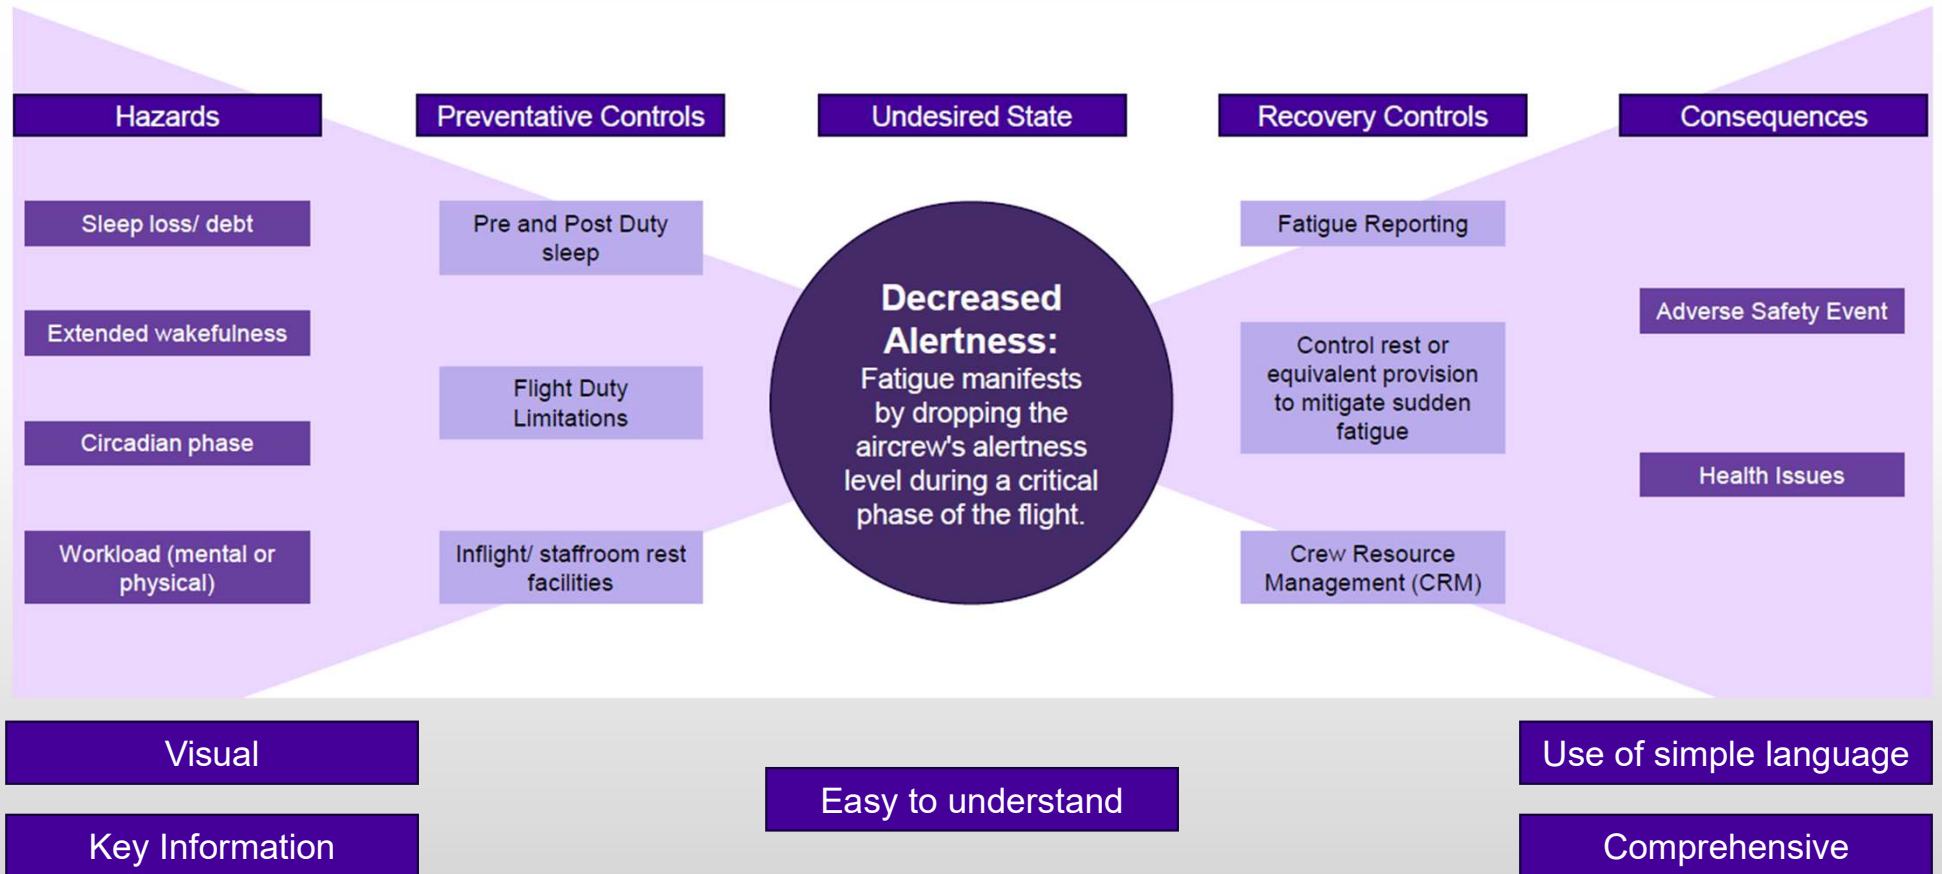 Hazards
Preventative Controls
Undesired State
Recovery Controls
Consequences
Sleep loss/ debt
Extended wakefulness
Circadian phase
Workload (mental or
physical)
Pre and Post Duty
sleep
Flight Duty
Limitations
Inflight/ staffroom rest
facilities
Decreased
Alertness:
Fatigue manifests
by dropping the
aircrew's alertness
level during a critical
phase of the flight.
Fatigue Reporting
Control rest or
equivalent provision
to mitigate sudden
fatigue
Crew Resource
Management (CRM)
Adverse Safety Event
Health Issues
Visual
Key Information
Easy to understand
Use of simple language
Comprehensive